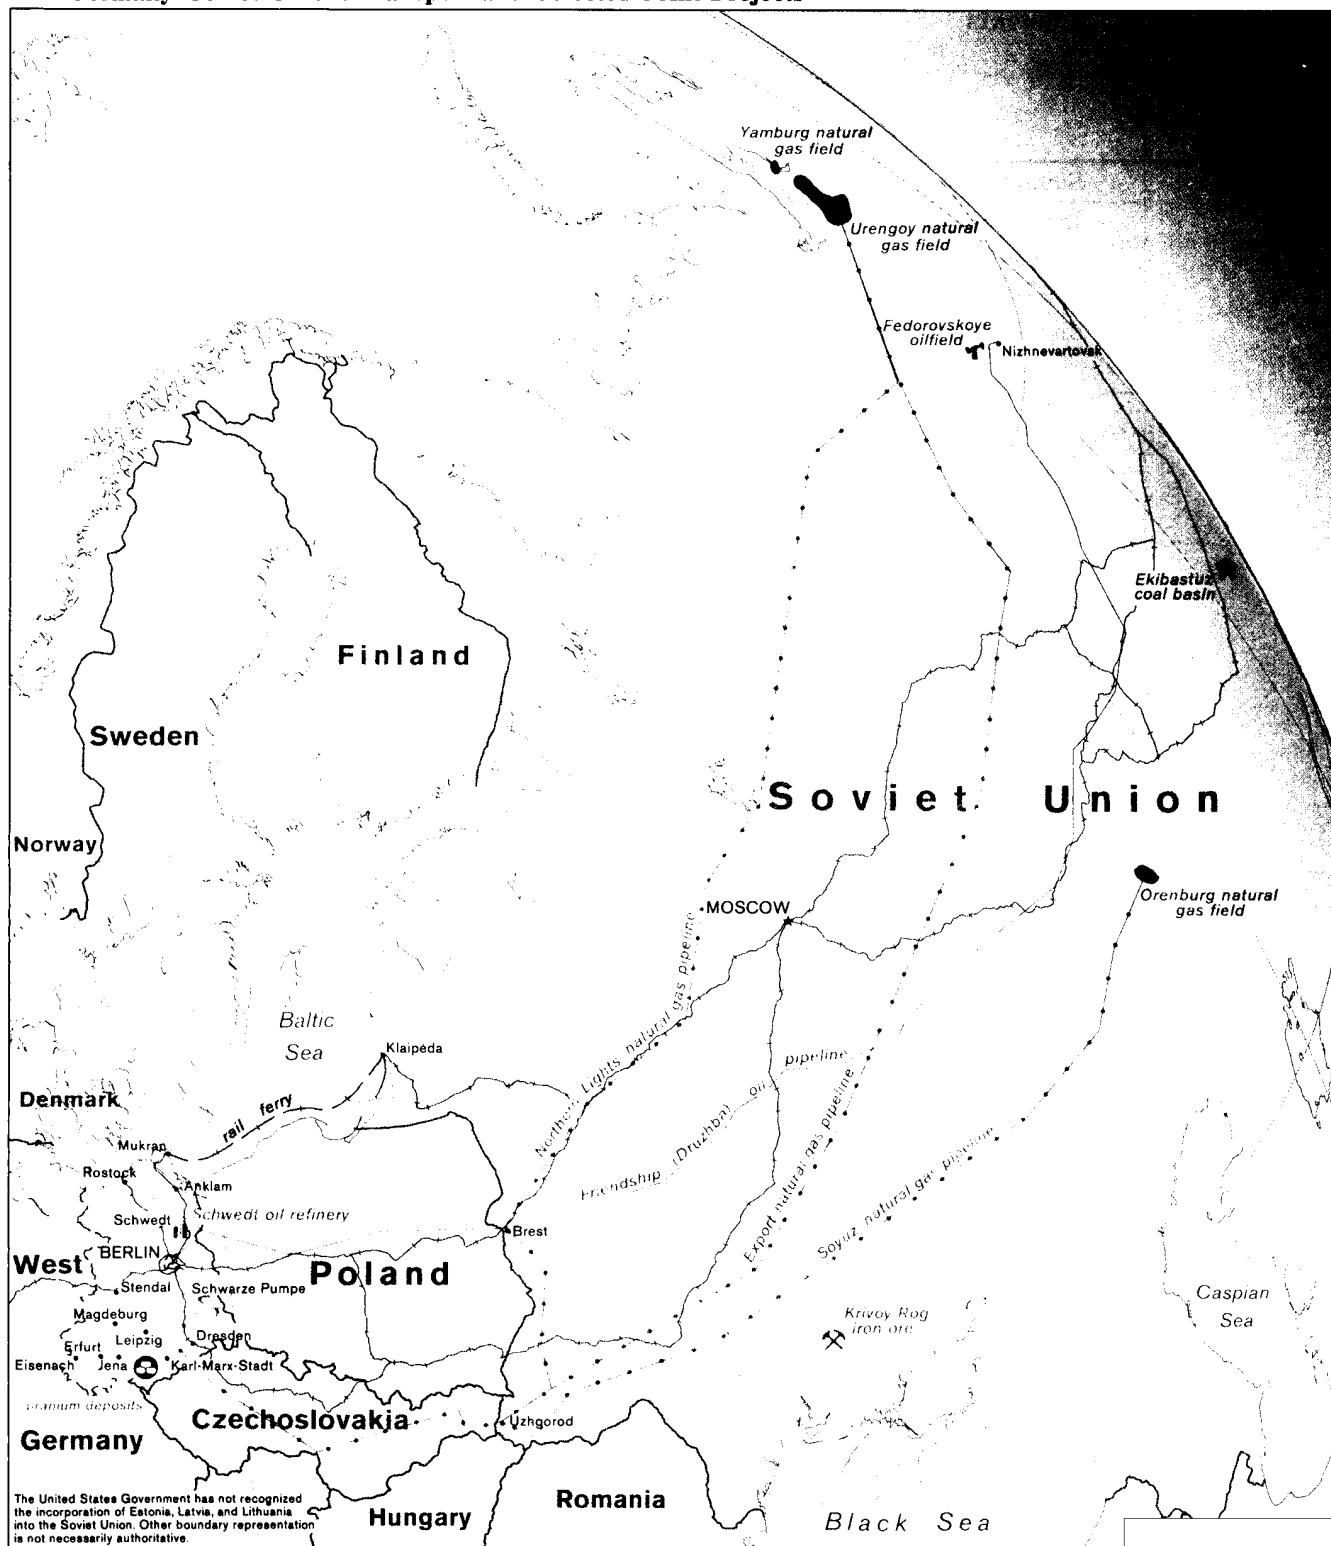 Yamburg natural
gas field
Urengoy natural
gas field
Fedorovskoye
oilfield
Nizhnevartovsk
Ekibastuz
coal basin
Finland
Sweden
Soviet Union
Norway
MOSCOW
Orenburg natural
gas field
Baltic
Sea
Klaipėda
Northern Lights natural gas pipeline
Friendship (Druzhba) oil pipeline
Denmark
rail ferry
Export natural gas pipeline
Soyuz natural gas pipeline
Mukran
Rostock
Anklam
Schwedt
Schwedt oil refinery
Brest
BERLIN
West
Poland
Stendal
Schwarze Pumpe
Caspian
Sea
Magdeburg
Krivoy Rog
iron ore
Leipzig
Dresden
Erfurt
Eisenach
Jena
Karl-Marx-Stadt
uranium deposits
Czechoslovakia
Uzhgorod
Germany
Romania
The United States Government has not recognized
the incorporation of Estonia, Latvia, and Lithuania
into the Soviet Union. Other boundary representation
is not necessarily authoritative.
Hungary
Black Sea